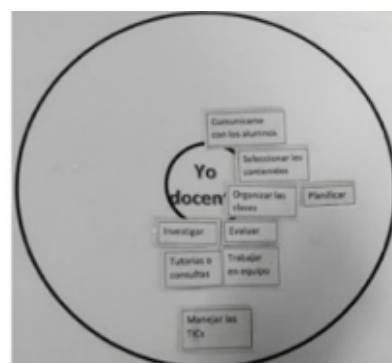 Comunicarse
con los alumnos
Seleccionar los
contenidos
Yo
docen
Organizar las
clases
Planificar
Investigar
Evaluar
Tutorías o
consultas
Trabajar
en equipo
Manejar las
TICs